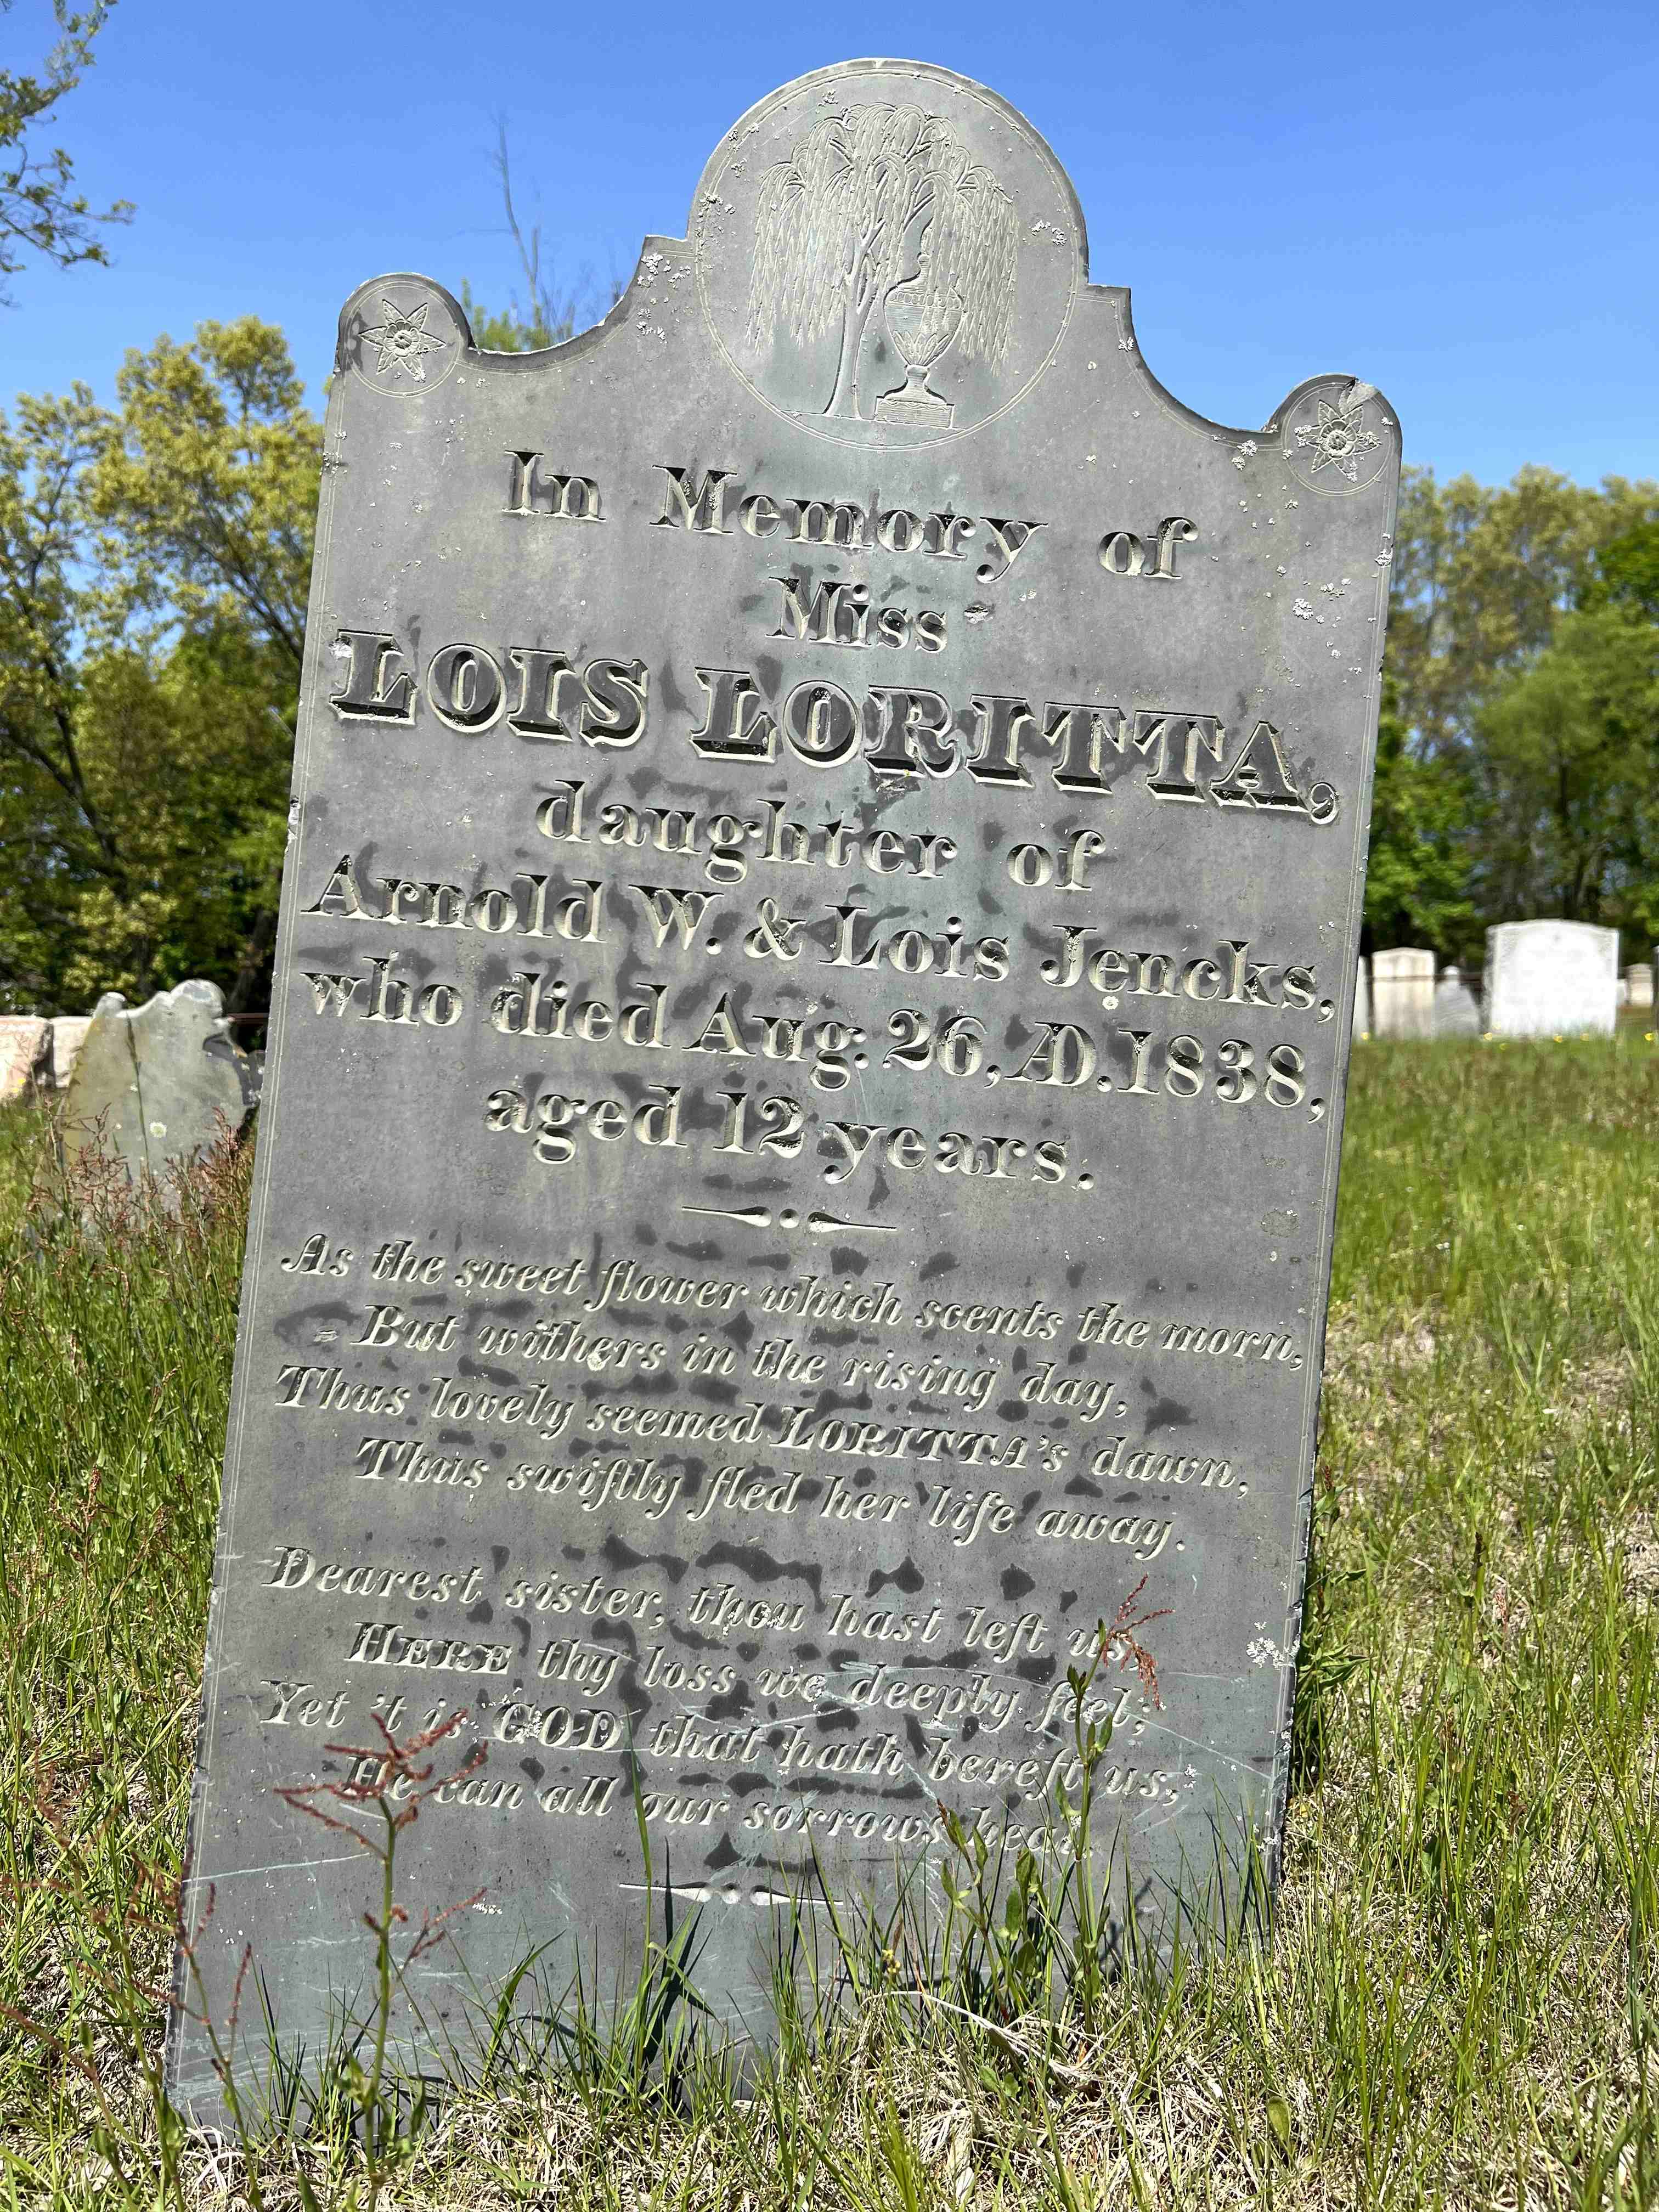 In Memory of
Miss
LOIS LORITTA,
daughter of
Arnold W. & Lois Jencks,
who died Aug. 26, AD. 1838,
aged 12 years.
As the sweet flower which scents the morn,
But withers in the rising day,
Thus lovely seemed LORITTA's dawn,
Thus swiftly fled her life away.
Dearest sister, thou hast left us,
HERE thy loss we deeply feel;
Yet 't is GOD that hath bereft us,
He can all our sorrows heal.